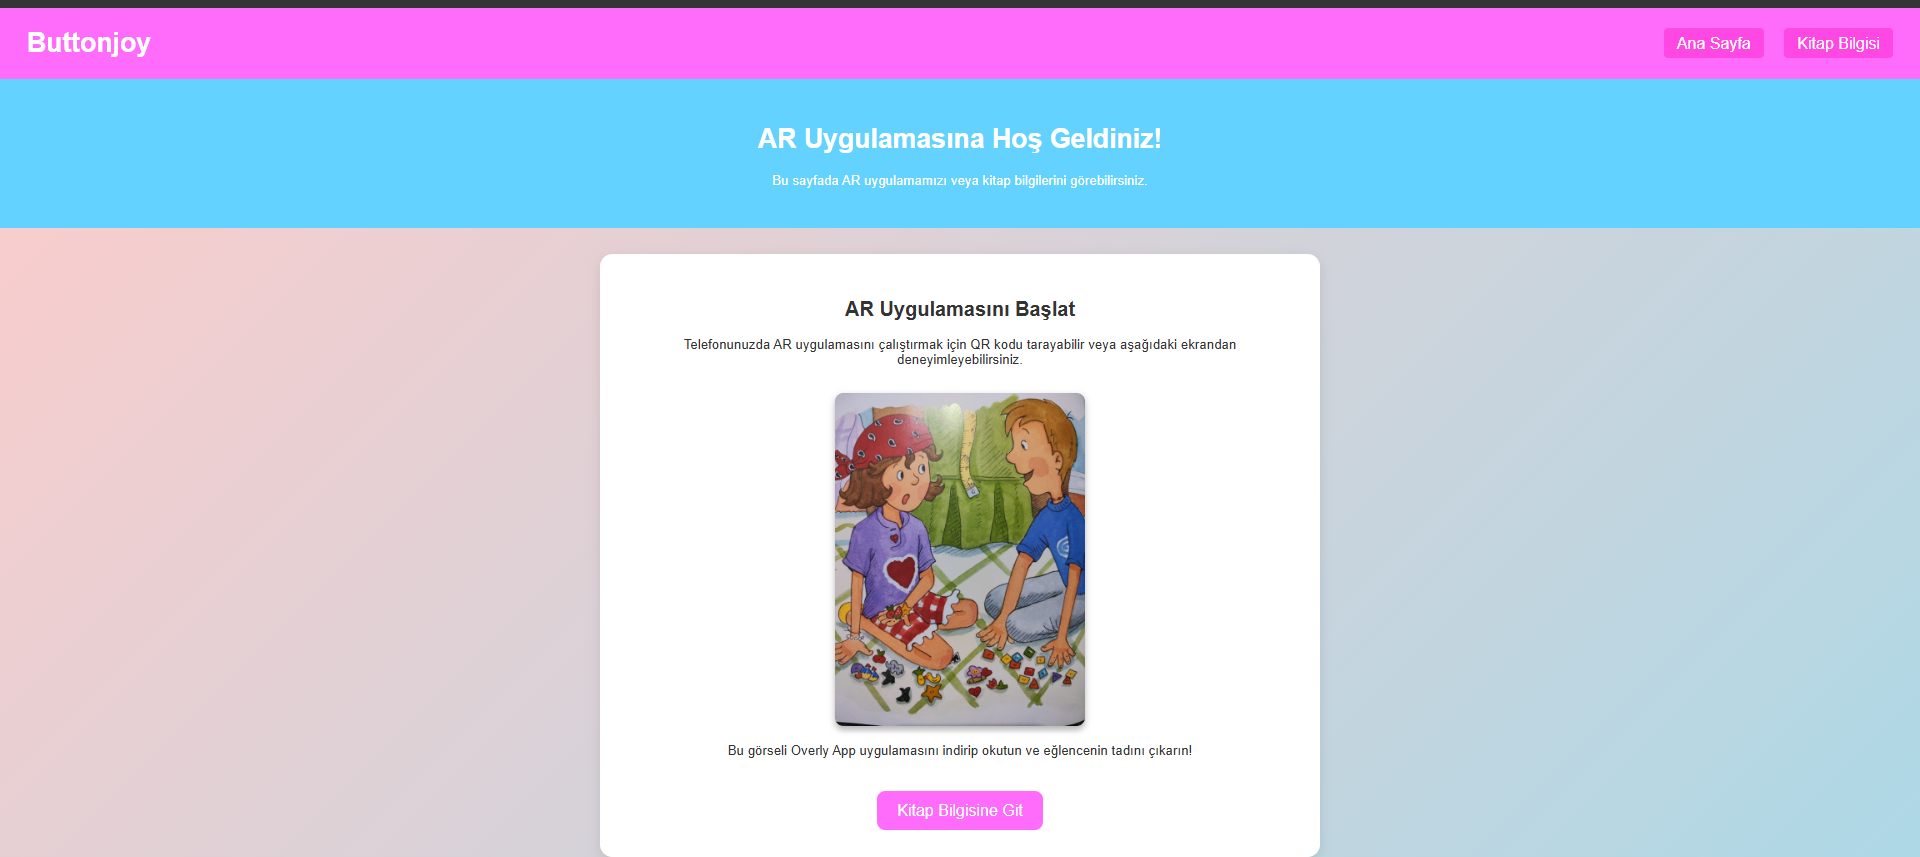 Buttonjoy
Ana Sayfa
Kitap Bilgisi
AR Uygulamasına Hoş Geldiniz!
Bu sayfada AR uygulamamızı veya kitap bilgilerini görebilirsiniz.
AR Uygulamasını Başlat
Telefonunuzda AR uygulamasını çalıştırmak için QR kodu tarayabilir veya aşağıdaki ekrandan
deneyimleyebilirsiniz.
Bu görseli Overly App uygulamasını indirip okutun ve eğlencenin tadını çıkarın!
Kitap Bilgisine Git